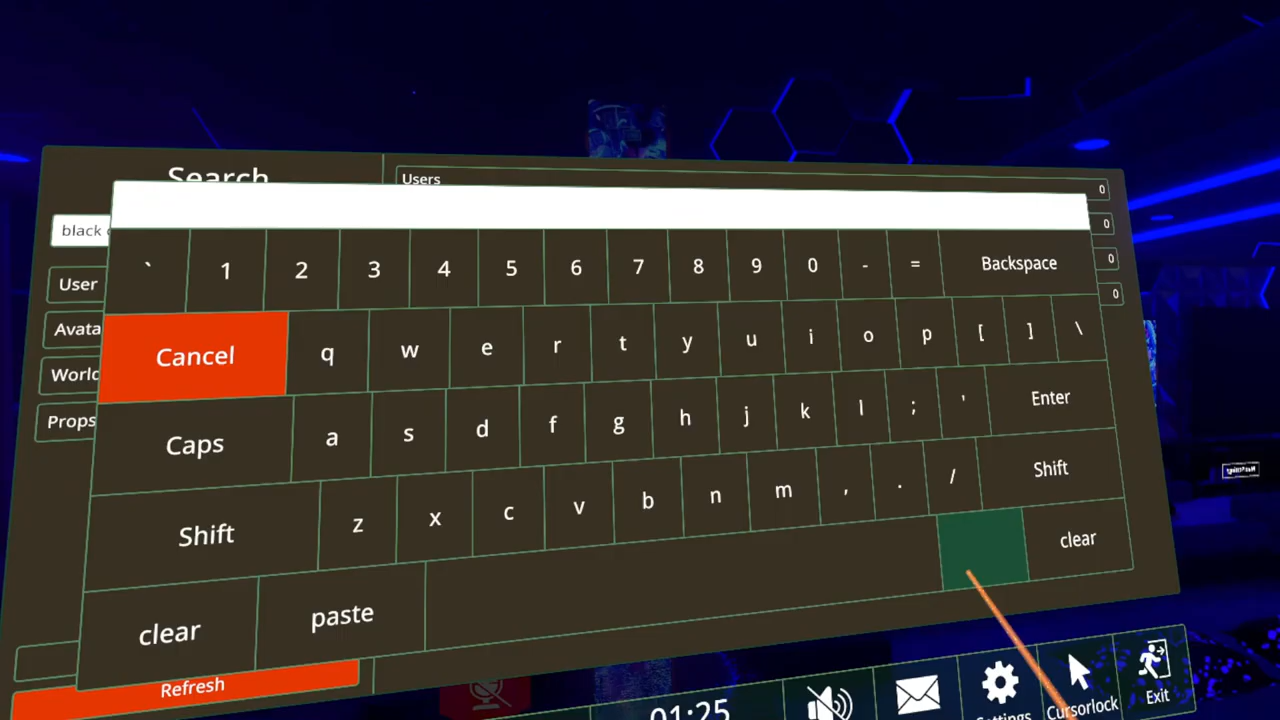 Search
Users
0
black
0
0
0
User
Avata
World
Props
` 1 2 3 4 5 6 7 8 9 0 - = Backspace
Cancel q w e r t y u i o p [ ] \
Caps a s d f g h j k l ; ' Enter
Shift z x c v b n m , . / Shift
clear paste clear
Refresh
01:25
Settings
Cursorlock
Exit